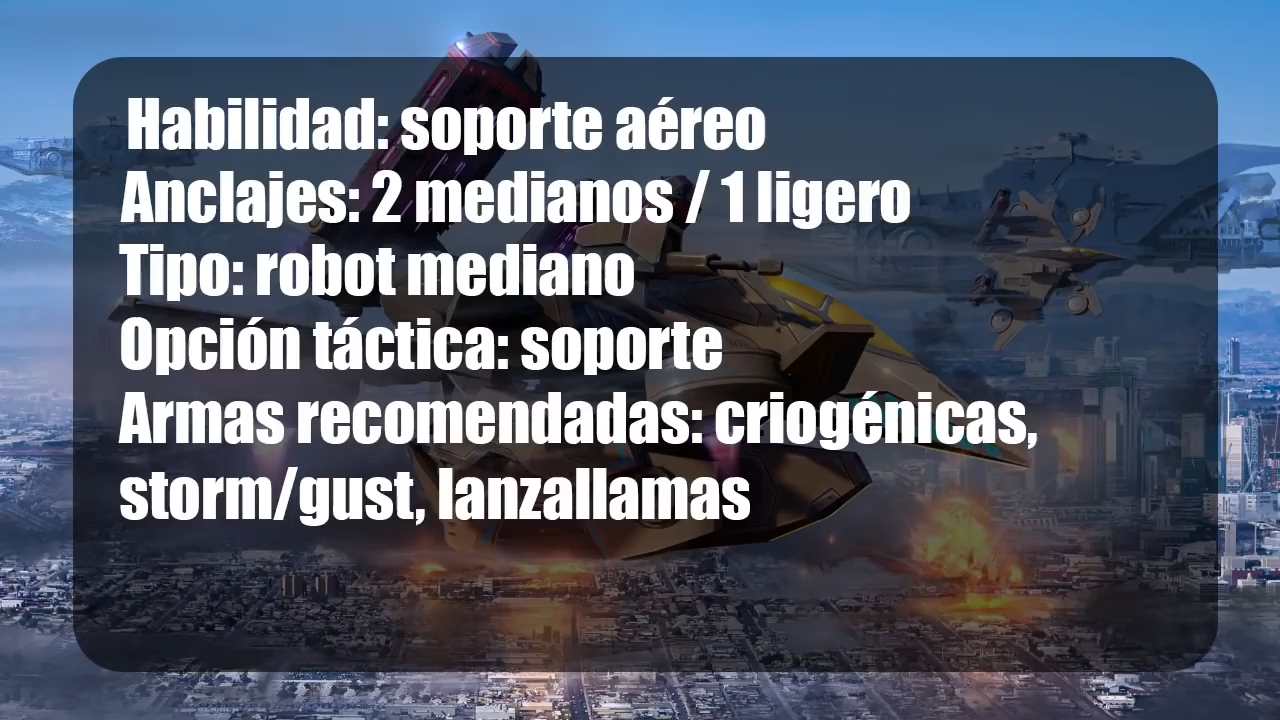 Habilidad: soporte aéreo
Anclajes: 2 medianos / 1 ligero
Tipo: robot mediano
Opción táctica: soporte
Armas recomendadas: criogénicas,
storm/gust, lanzallamas